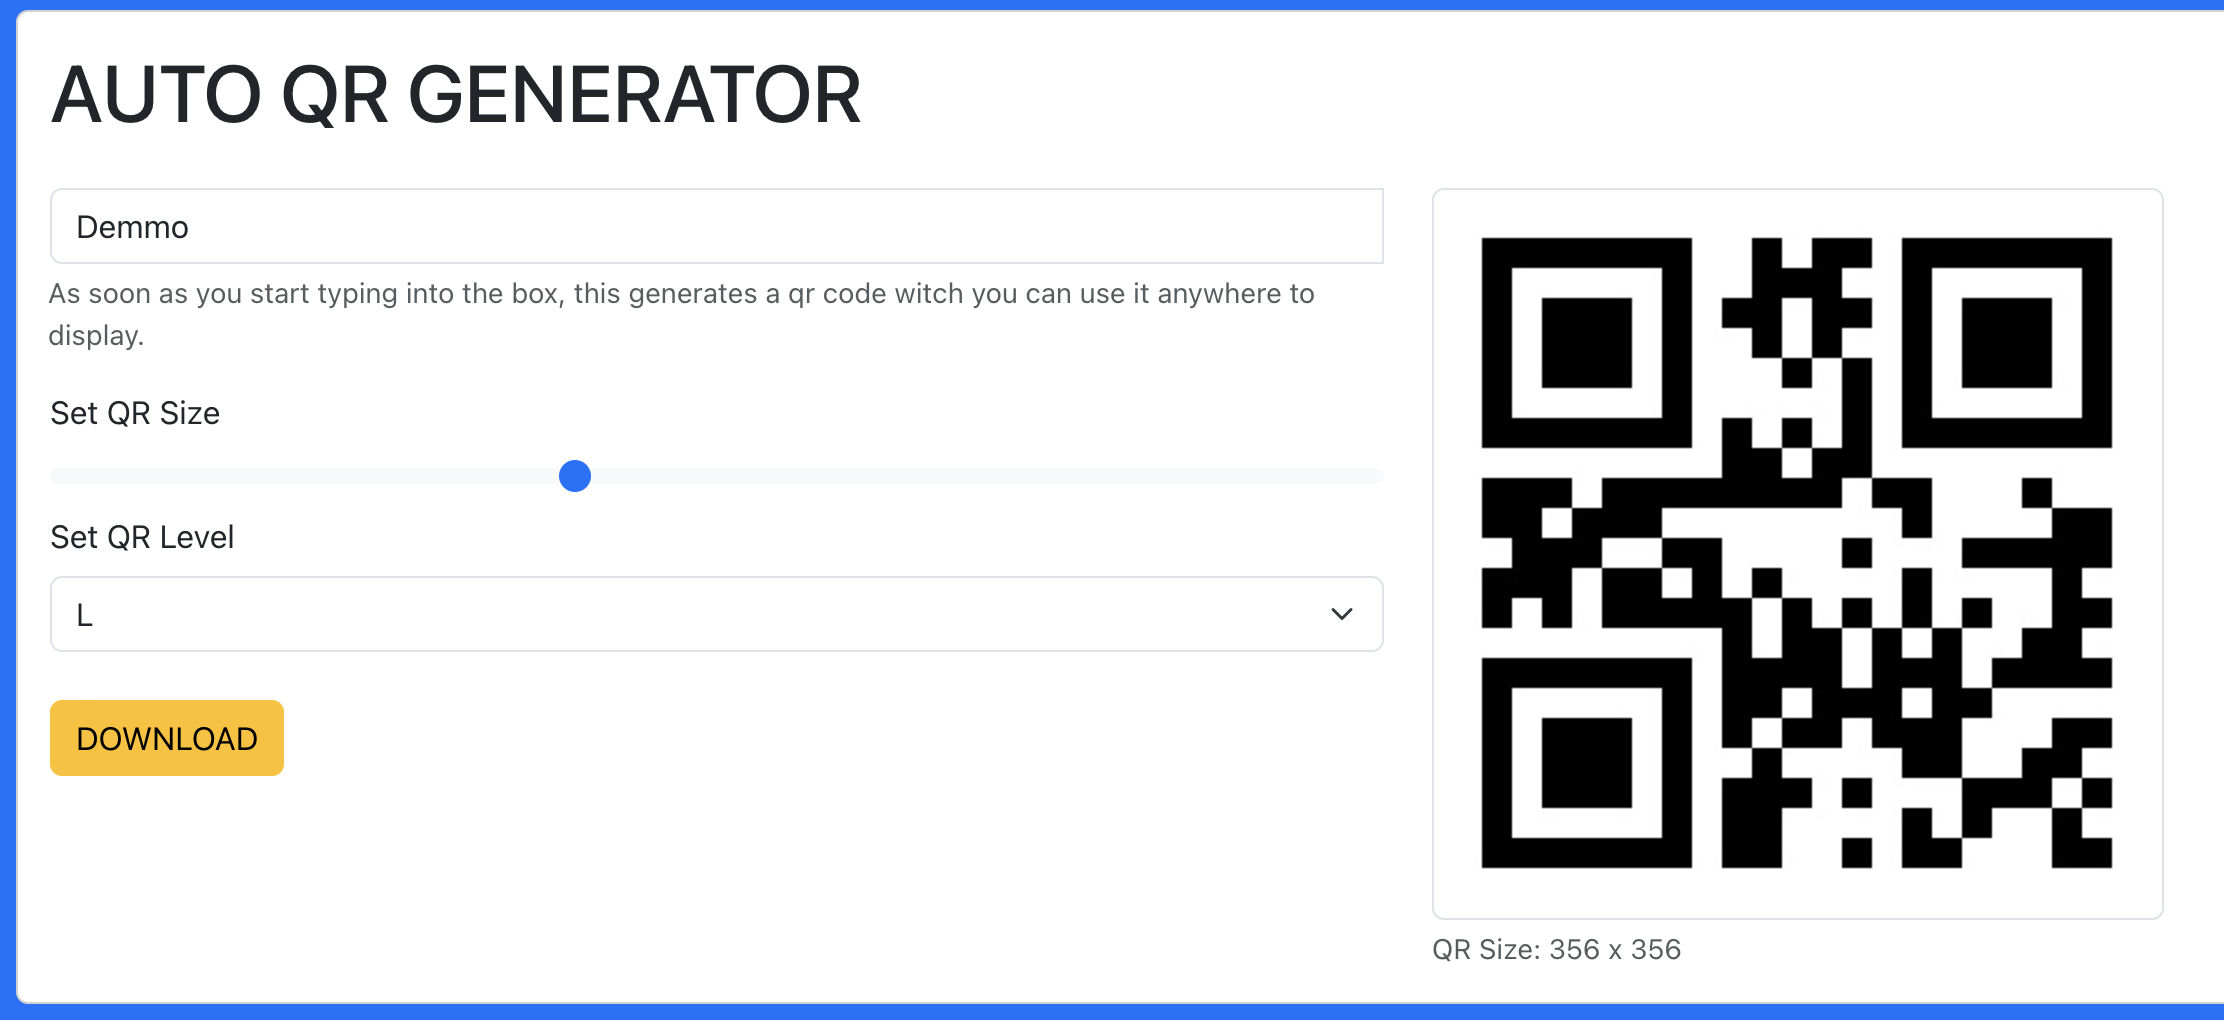 AUTO QR GENERATOR
Demmo
As soon as you start typing into the box, this generates a qr code witch you can use it anywhere to
display.
Set QR Size
Set QR Level
L
DOWNLOAD
QR Size: 356 x 356